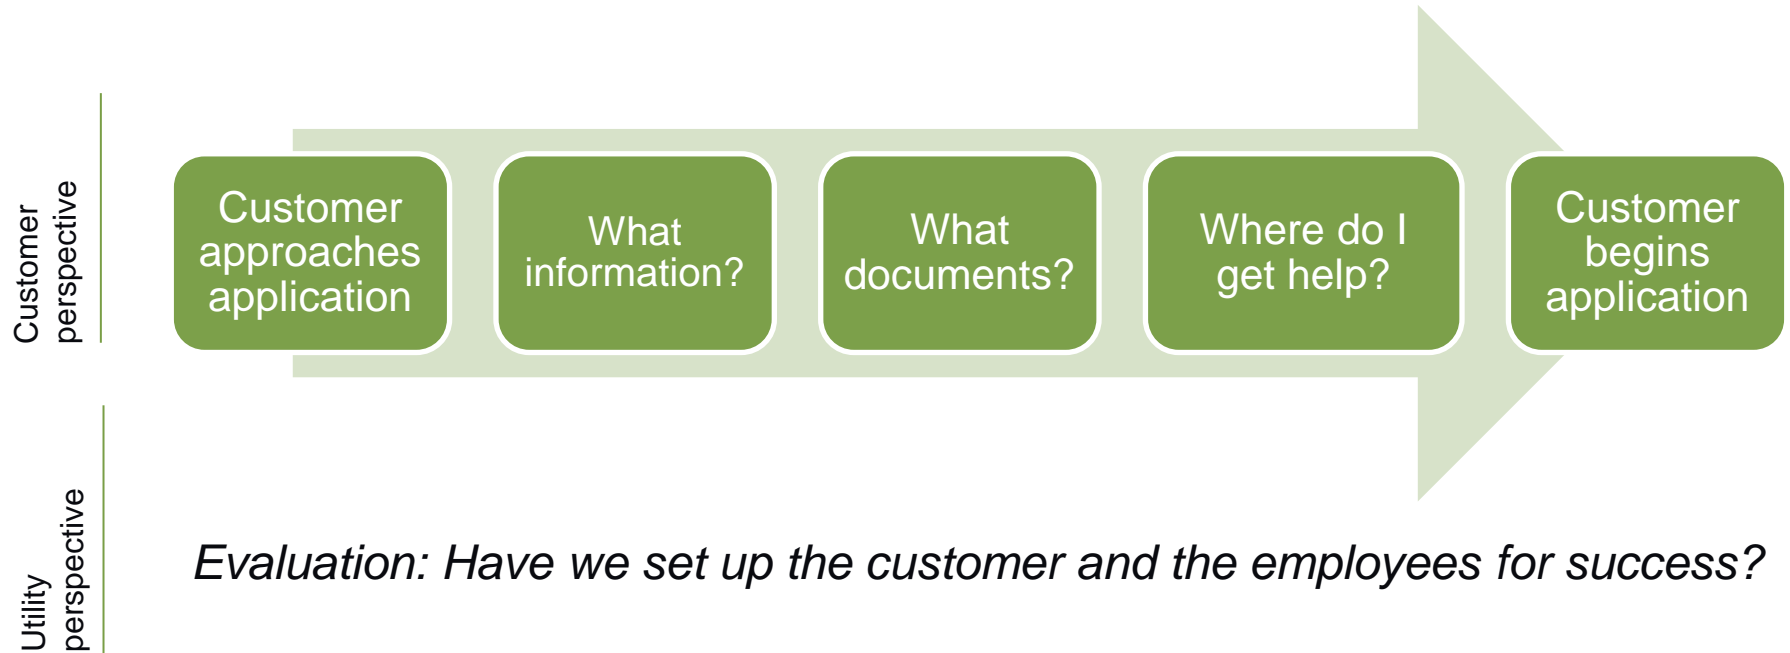 Customer
perspective
Customer
approaches
application
What
information?
What
documents?
Where do I
get help?
Customer
begins
application
Utility
perspective
Evaluation: Have we set up the customer and the employees for success?